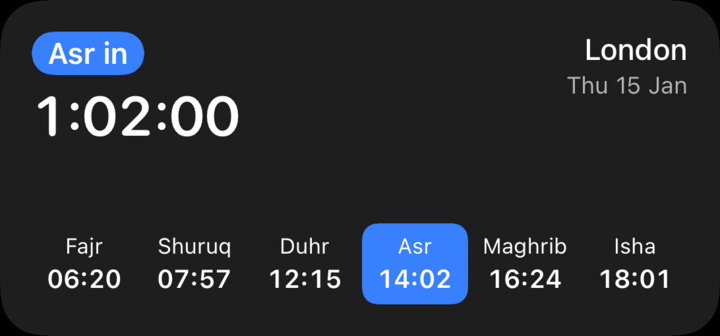 Asr in
1:02:00
London
Thu 15 Jan
Fajr Shuruq Duhr Asr Maghrib Isha
06:20 07:57 12:15 14:02 16:24 18:01